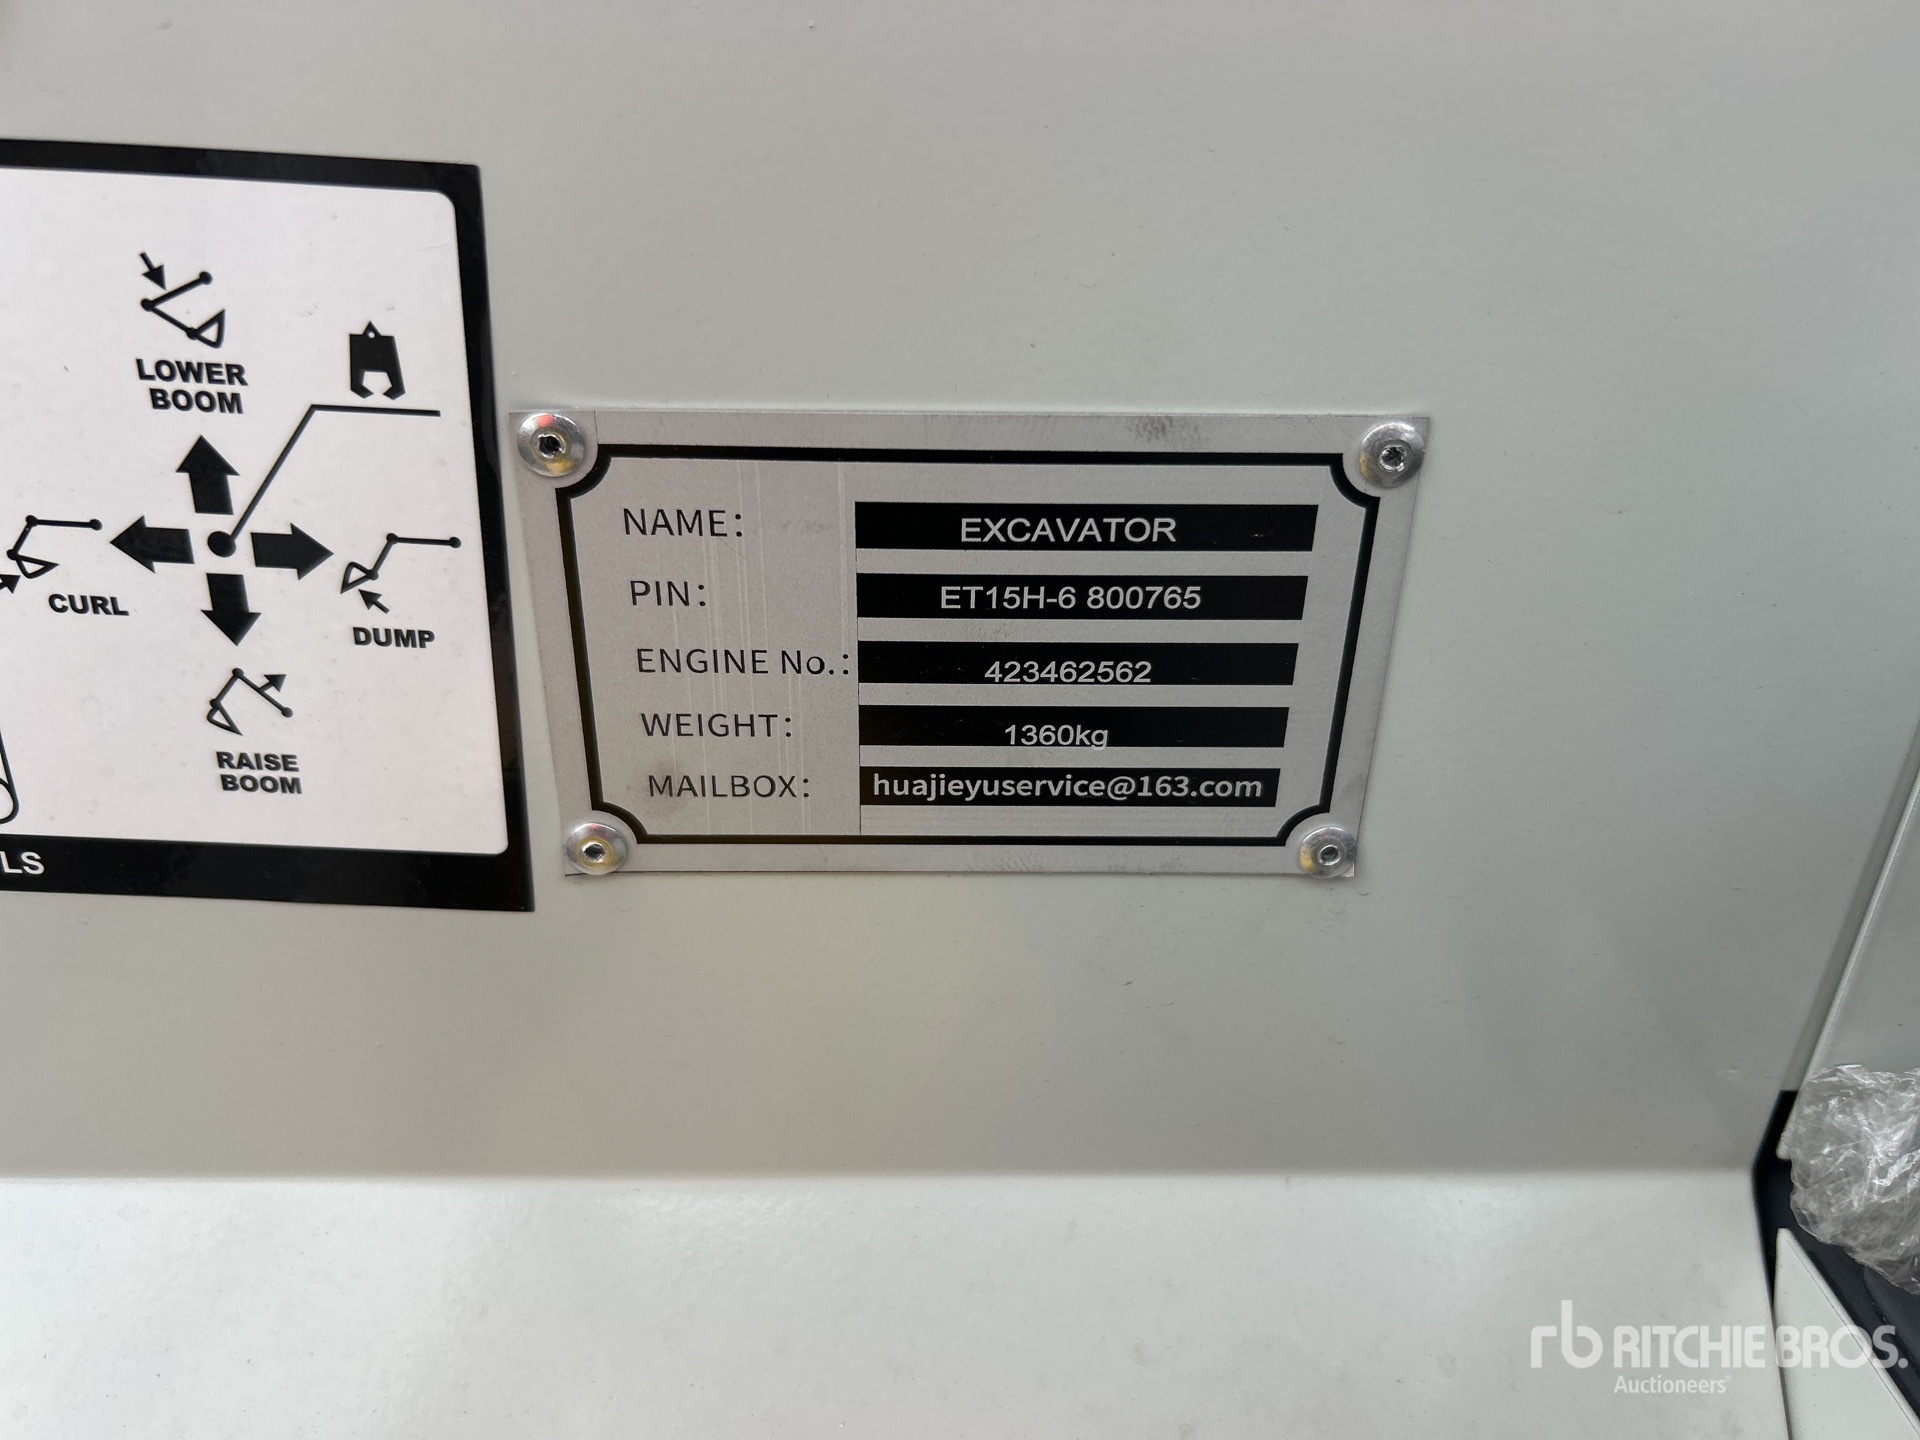 LOWER
BOOM
CURL
DUMP
RAISE
BOOM
LS
NAME: EXCAVATOR
PIN: ET15H-6 800765
ENGINE No.: 423462562
WEIGHT: 1360kg
MAILBOX: huajieyuservice@163.com
rb RITCHIE BROS.
Auctioneers